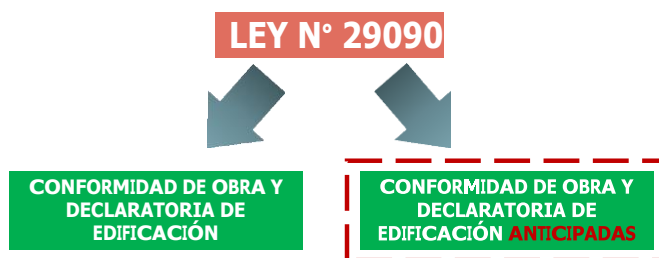 LEY N° 29090
CONFORMIDAD DE OBRA Y
DECLARATORIA DE
EDIFICACIÓN
CONFORMIDAD DE OBRA Y
DECLARATORIA DE
EDIFICACIÓN ANTICIPADAS